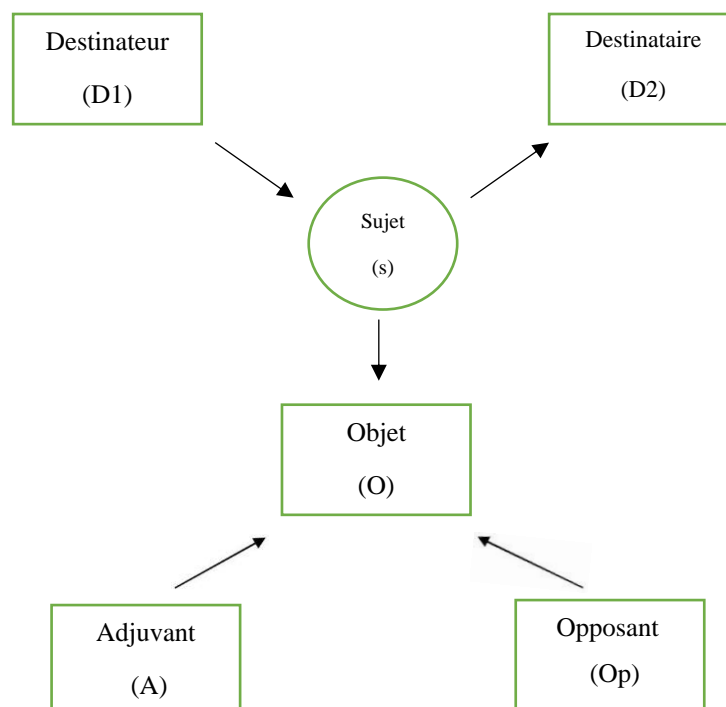 Destinateur
(D1)
Destinataire
(D2)
Sujet
(s)
Objet
(O)
Adjuvant
(A)
Opposant
(Op)